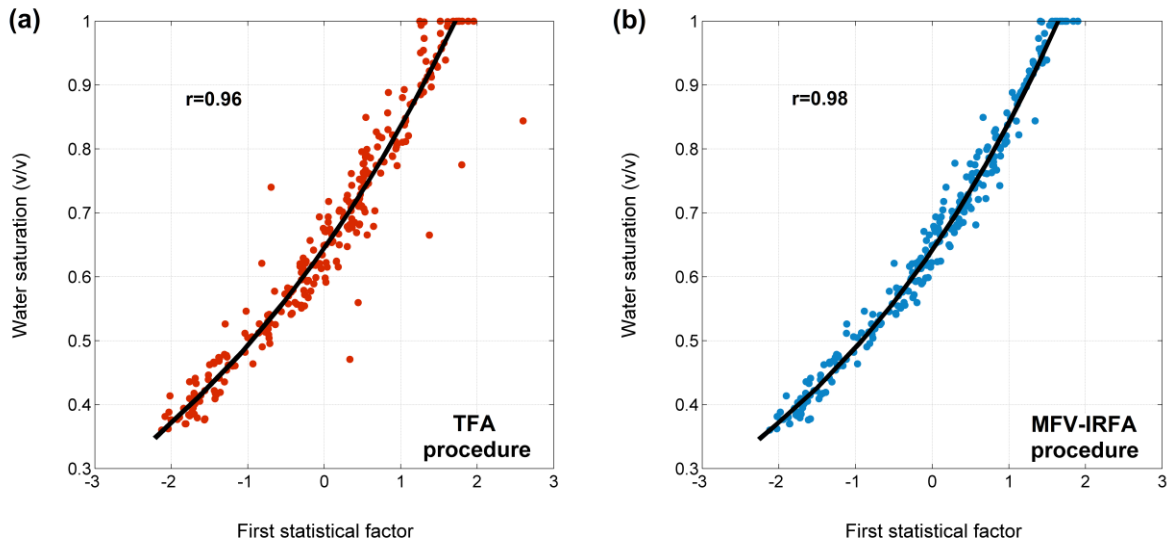 (a)
Water saturation (v/v)
1
0.9
0.8
0.7
0.6
0.5
0.4
0.3
r=0.96
TFA
procedure
-3
-2
-1
0
1
2
3
First statistical factor
(b)
Water saturation (v/v)
1
0.9
0.8
0.7
0.6
0.5
0.4
0.3
r=0.98
MFV-IRFA
procedure
-3
-2
-1
0
1
2
3
First statistical factor